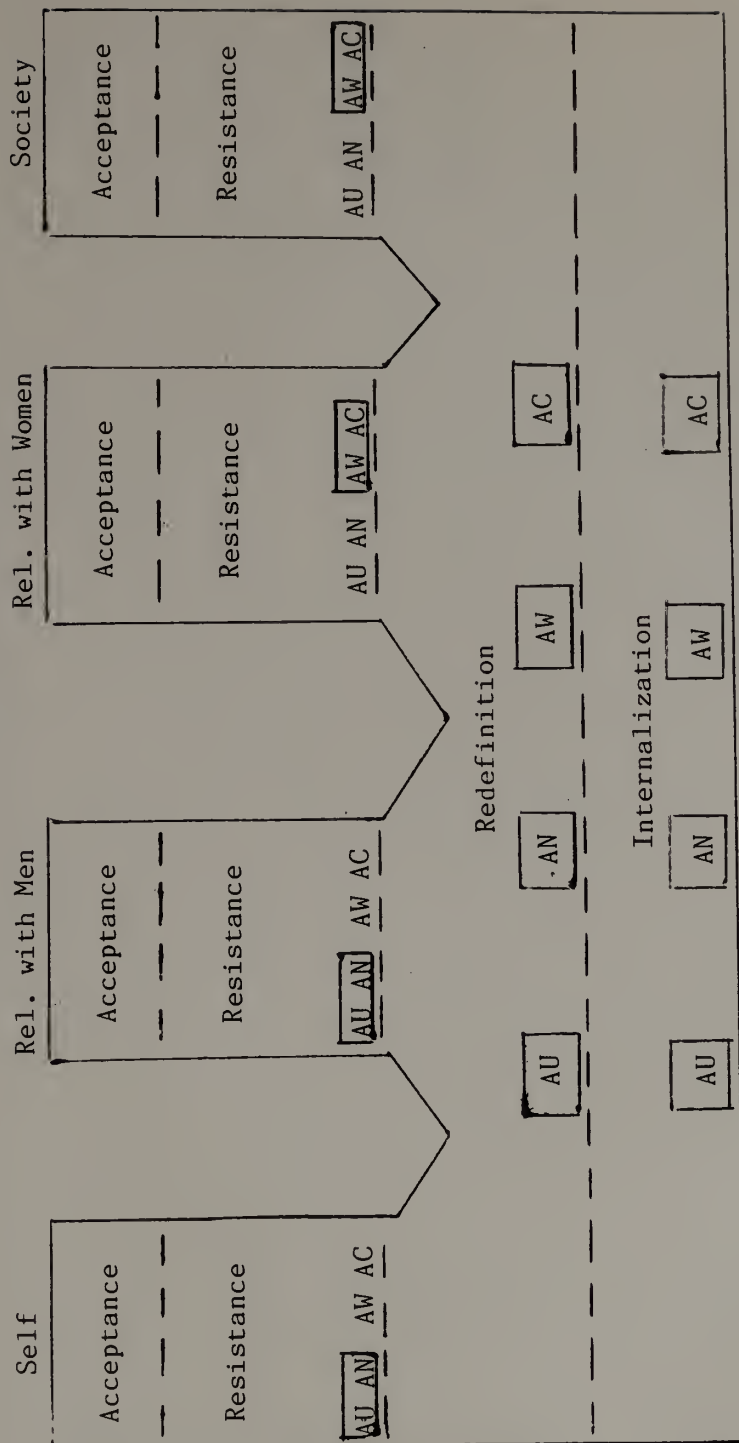 Self
Rel. with Men
Rel. with Women
Society
Acceptance
Acceptance
Acceptance
Acceptance
Resistance
Resistance
Resistance
Resistance
AU AN AW AC
AU AN AW AC
AU AN AW AC
AU AN AW AC
Redefinition
AU
AN
AW
AC
Internalization
AU
AN
AW
AC